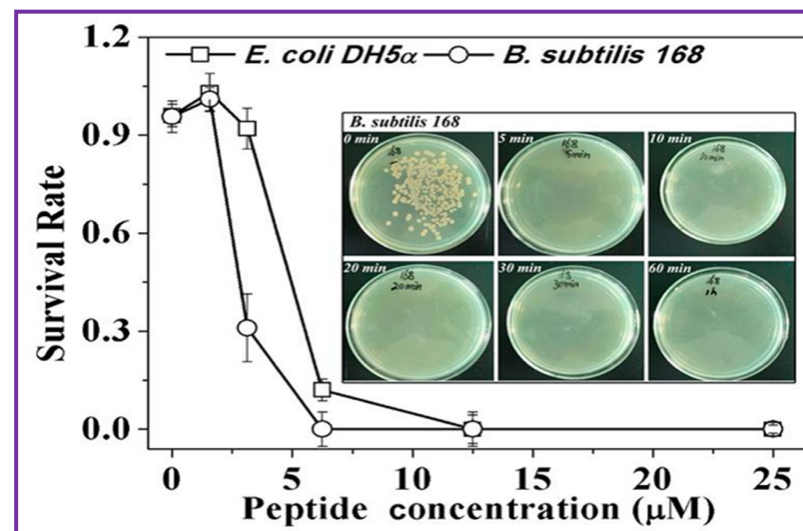 E. coli DH5α B. subtilis 168
1.2
0.9
0.6
0.3
0.0
Survival Rate
B. subtilis 168
0 min 5 min 10 min
168 168 168
5min 10min
20 min 30 min 60 min
168 168
20min 30min 1h
0 5 10 15 20 25
Peptide concentration (μM)